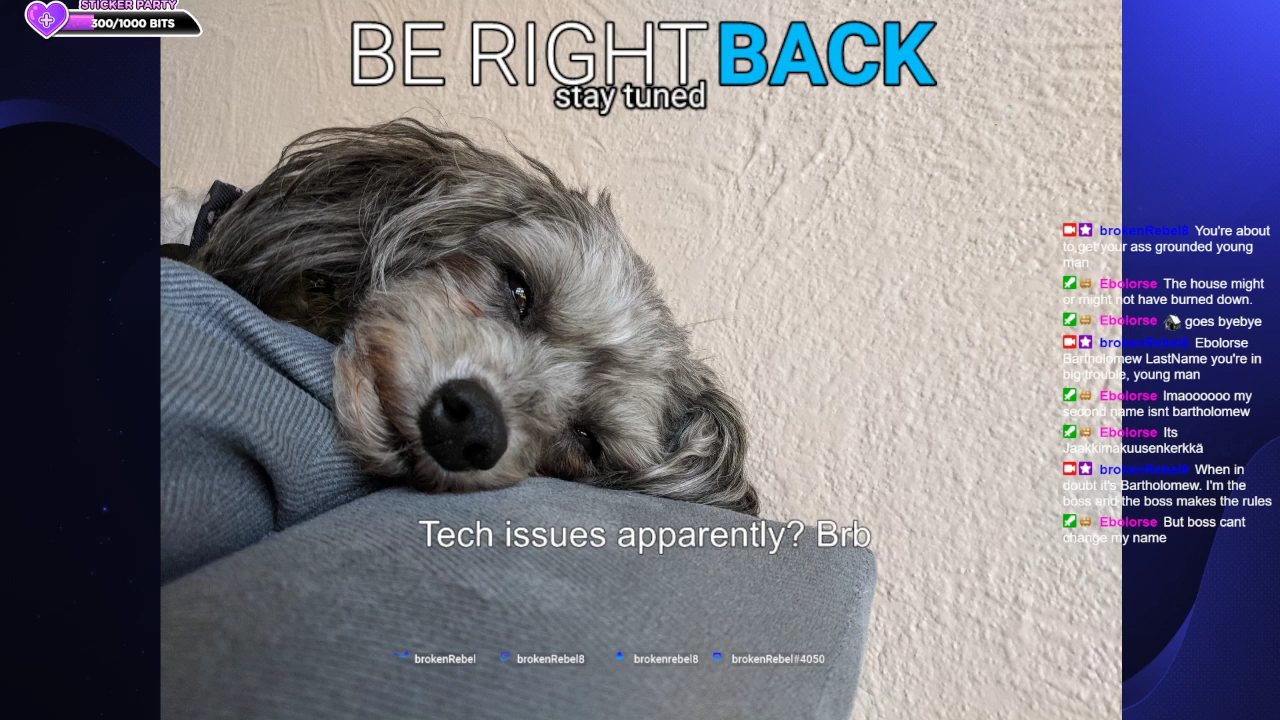 STICKER PARTY
300/1000 BITS
BE RIGHT BACK
stay tuned
brokenRebel8 You're about
to get your ass grounded young
man
Ebolorse The house might
or might not have burned down.
Ebolorse goes byebye
brokenRebel8 Ebolorse
Bartholomew LastName you're in
big trouble, young man
Ebolorse lmaoooooo my
second name isnt bartholomew
Ebolorse Its
Jaakkimakuusenkerkkä
brokenRebel8 When in
doubt it's Bartholomew. I'm the
boss and the boss makes the rules
Ebolorse But boss cant
change my name
Tech issues apparently? Brb
brokenRebel brokenRebel8 brokenrebel8 brokenRebel#4050